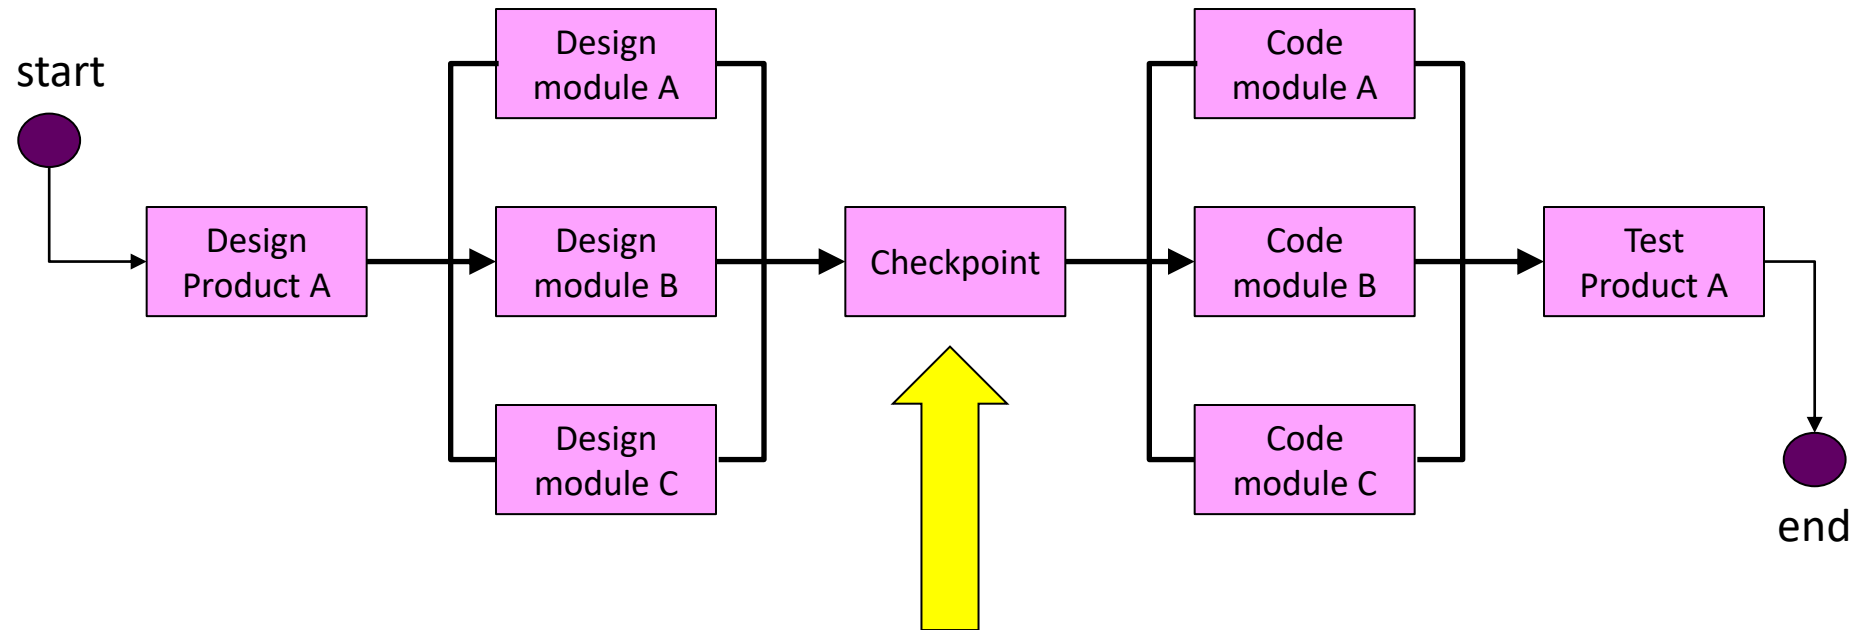 start
Design
Product A
Design
module A
Design
module B
Design
module C
Checkpoint
Code
module A
Code
module B
Code
module C
Test
Product A
end